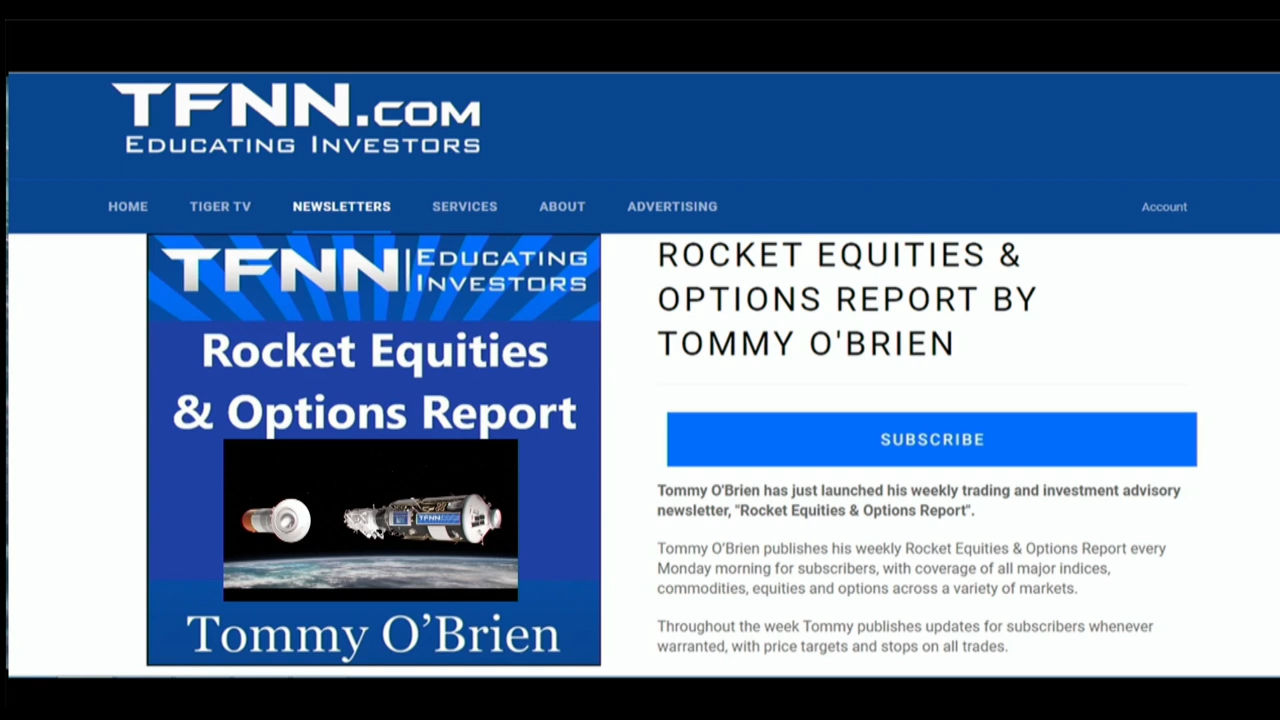 TFNN.COM
EDUCATING INVESTORS
HOME TIGER TV NEWSLETTERS SERVICES ABOUT ADVERTISING Account
TFNN EDUCATING
INVESTORS
Rocket Equities
& Options Report
TFNN
Tommy O’Brien
ROCKET EQUITIES &
OPTIONS REPORT BY
TOMMY O'BRIEN
SUBSCRIBE
Tommy O'Brien has just launched his weekly trading and investment advisory
newsletter, "Rocket Equities & Options Report".
Tommy O’Brien publishes his weekly Rocket Equities & Options Report every
Monday morning for subscribers, with coverage of all major indices,
commodities, equities and options across a variety of markets.
Throughout the week Tommy publishes updates for subscribers whenever
warranted, with price targets and stops on all trades.